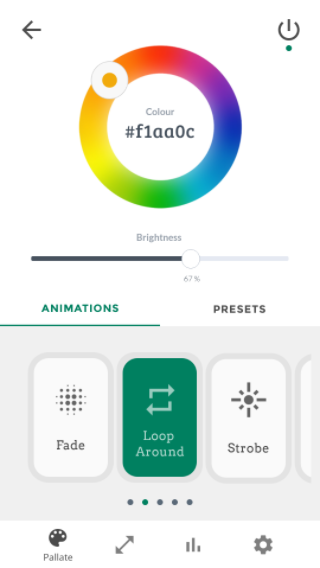 Colour
#f1aa0c
Brightness
67%
ANIMATIONS
PRESETS
Fade
Loop
Around
Strobe
Pallate